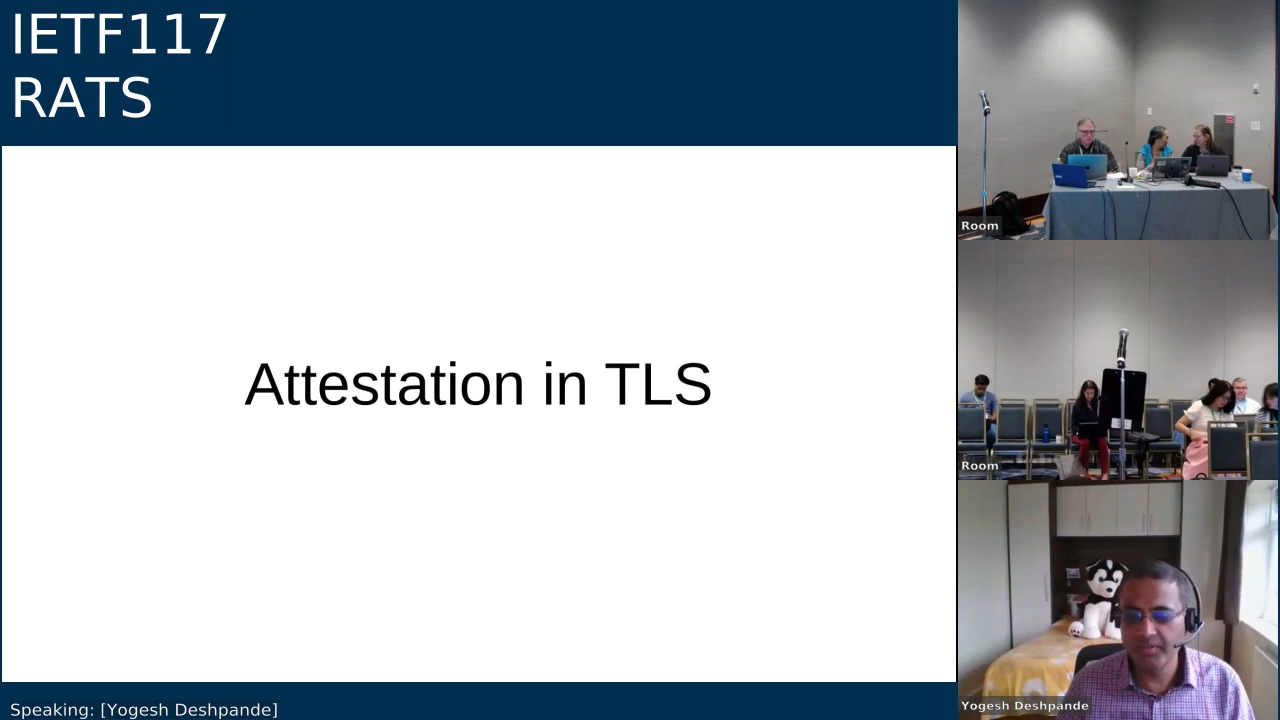 IETF117
RATS
Attestation in TLS
Room
Room
Yogesh Deshpande
Speaking: [Yogesh Deshpande]